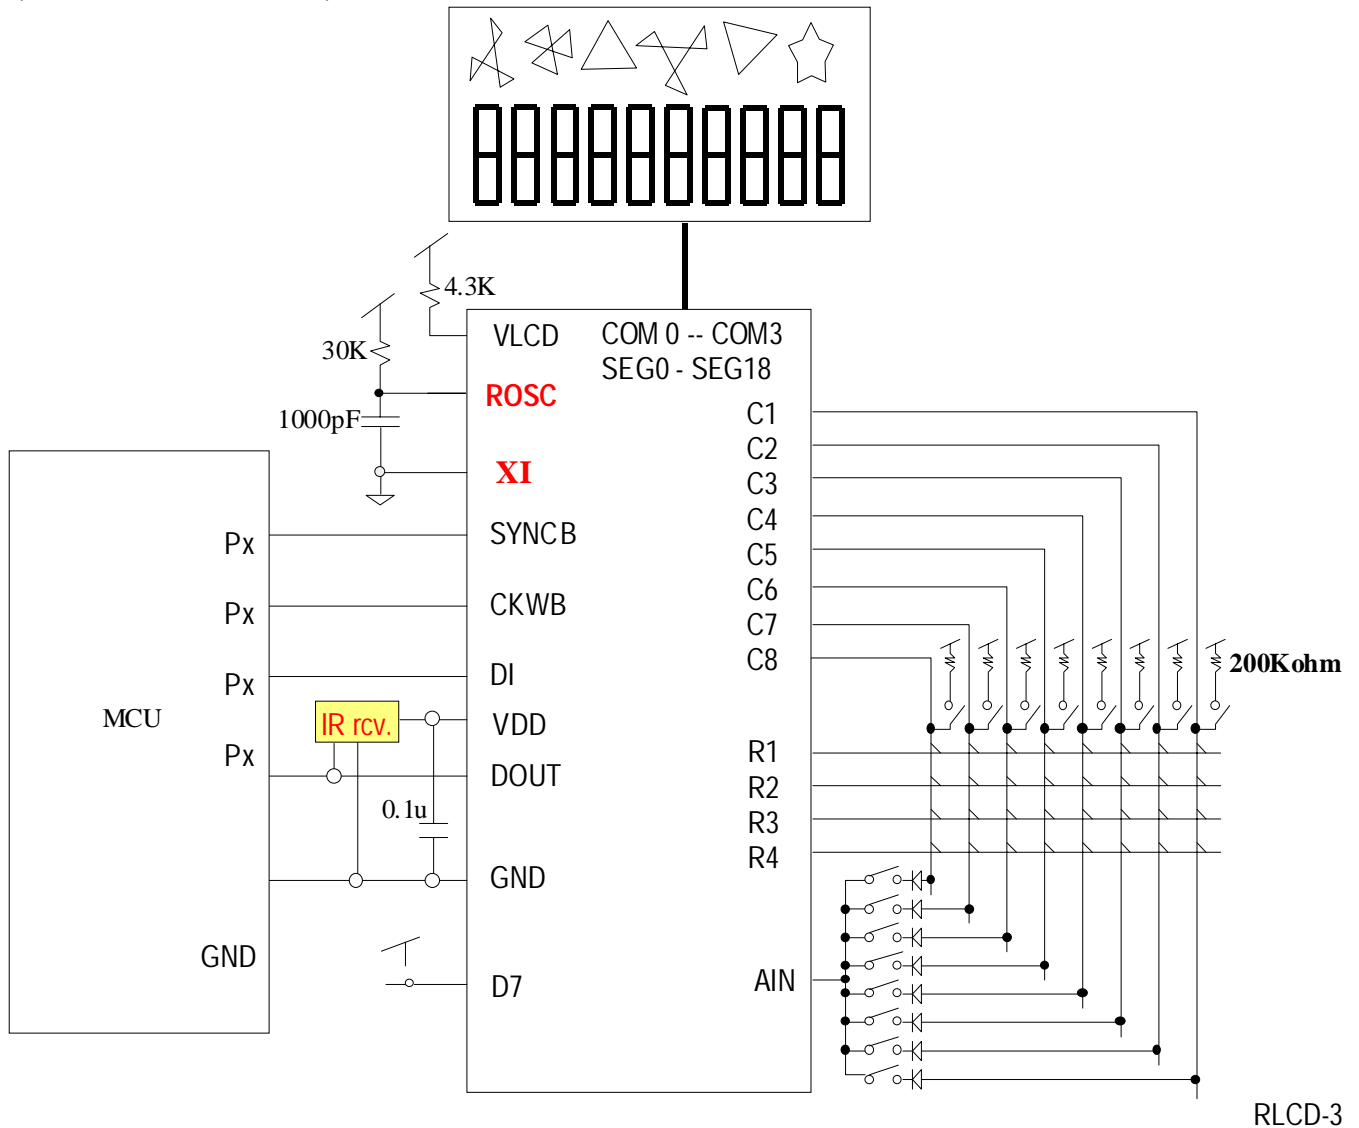 4.3K
VLCD
COM 0 -- COM3
SEG0 - SEG18
30K
ROSC
1000pF
XI
C1
C2
C3
C4
C5
C6
C7
C8
200Kohm
SYNCB
CKWB
DI
VDD
DOUT
GND
D7
Px
Px
Px
Px
MCU
IR rcv.
0.1u
GND
R1
R2
R3
R4
AIN
RLCD-3